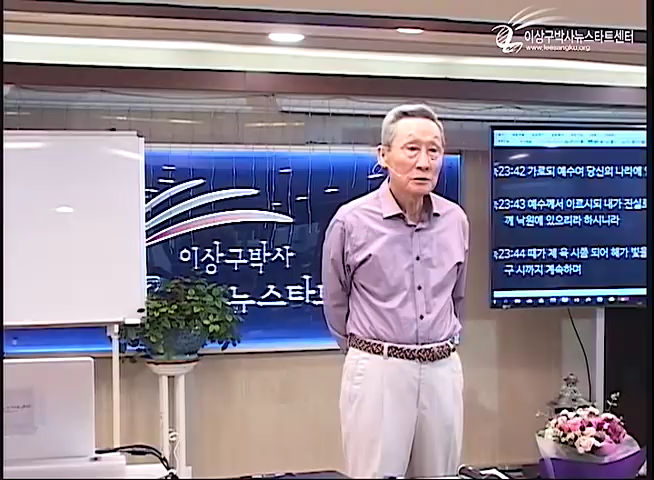 이상구박사뉴스타트센터
www.leesangku.org
이상구박사
뉴스타트
23:42 가로되 예수여 당신의 나라에
23:43 예수께서 이르시되 내가 진실로
께 낙원에 있으리라 하시니라
23:44 때가 제 육 시쯤 되어 해가 빛을
구 시까지 계속하며